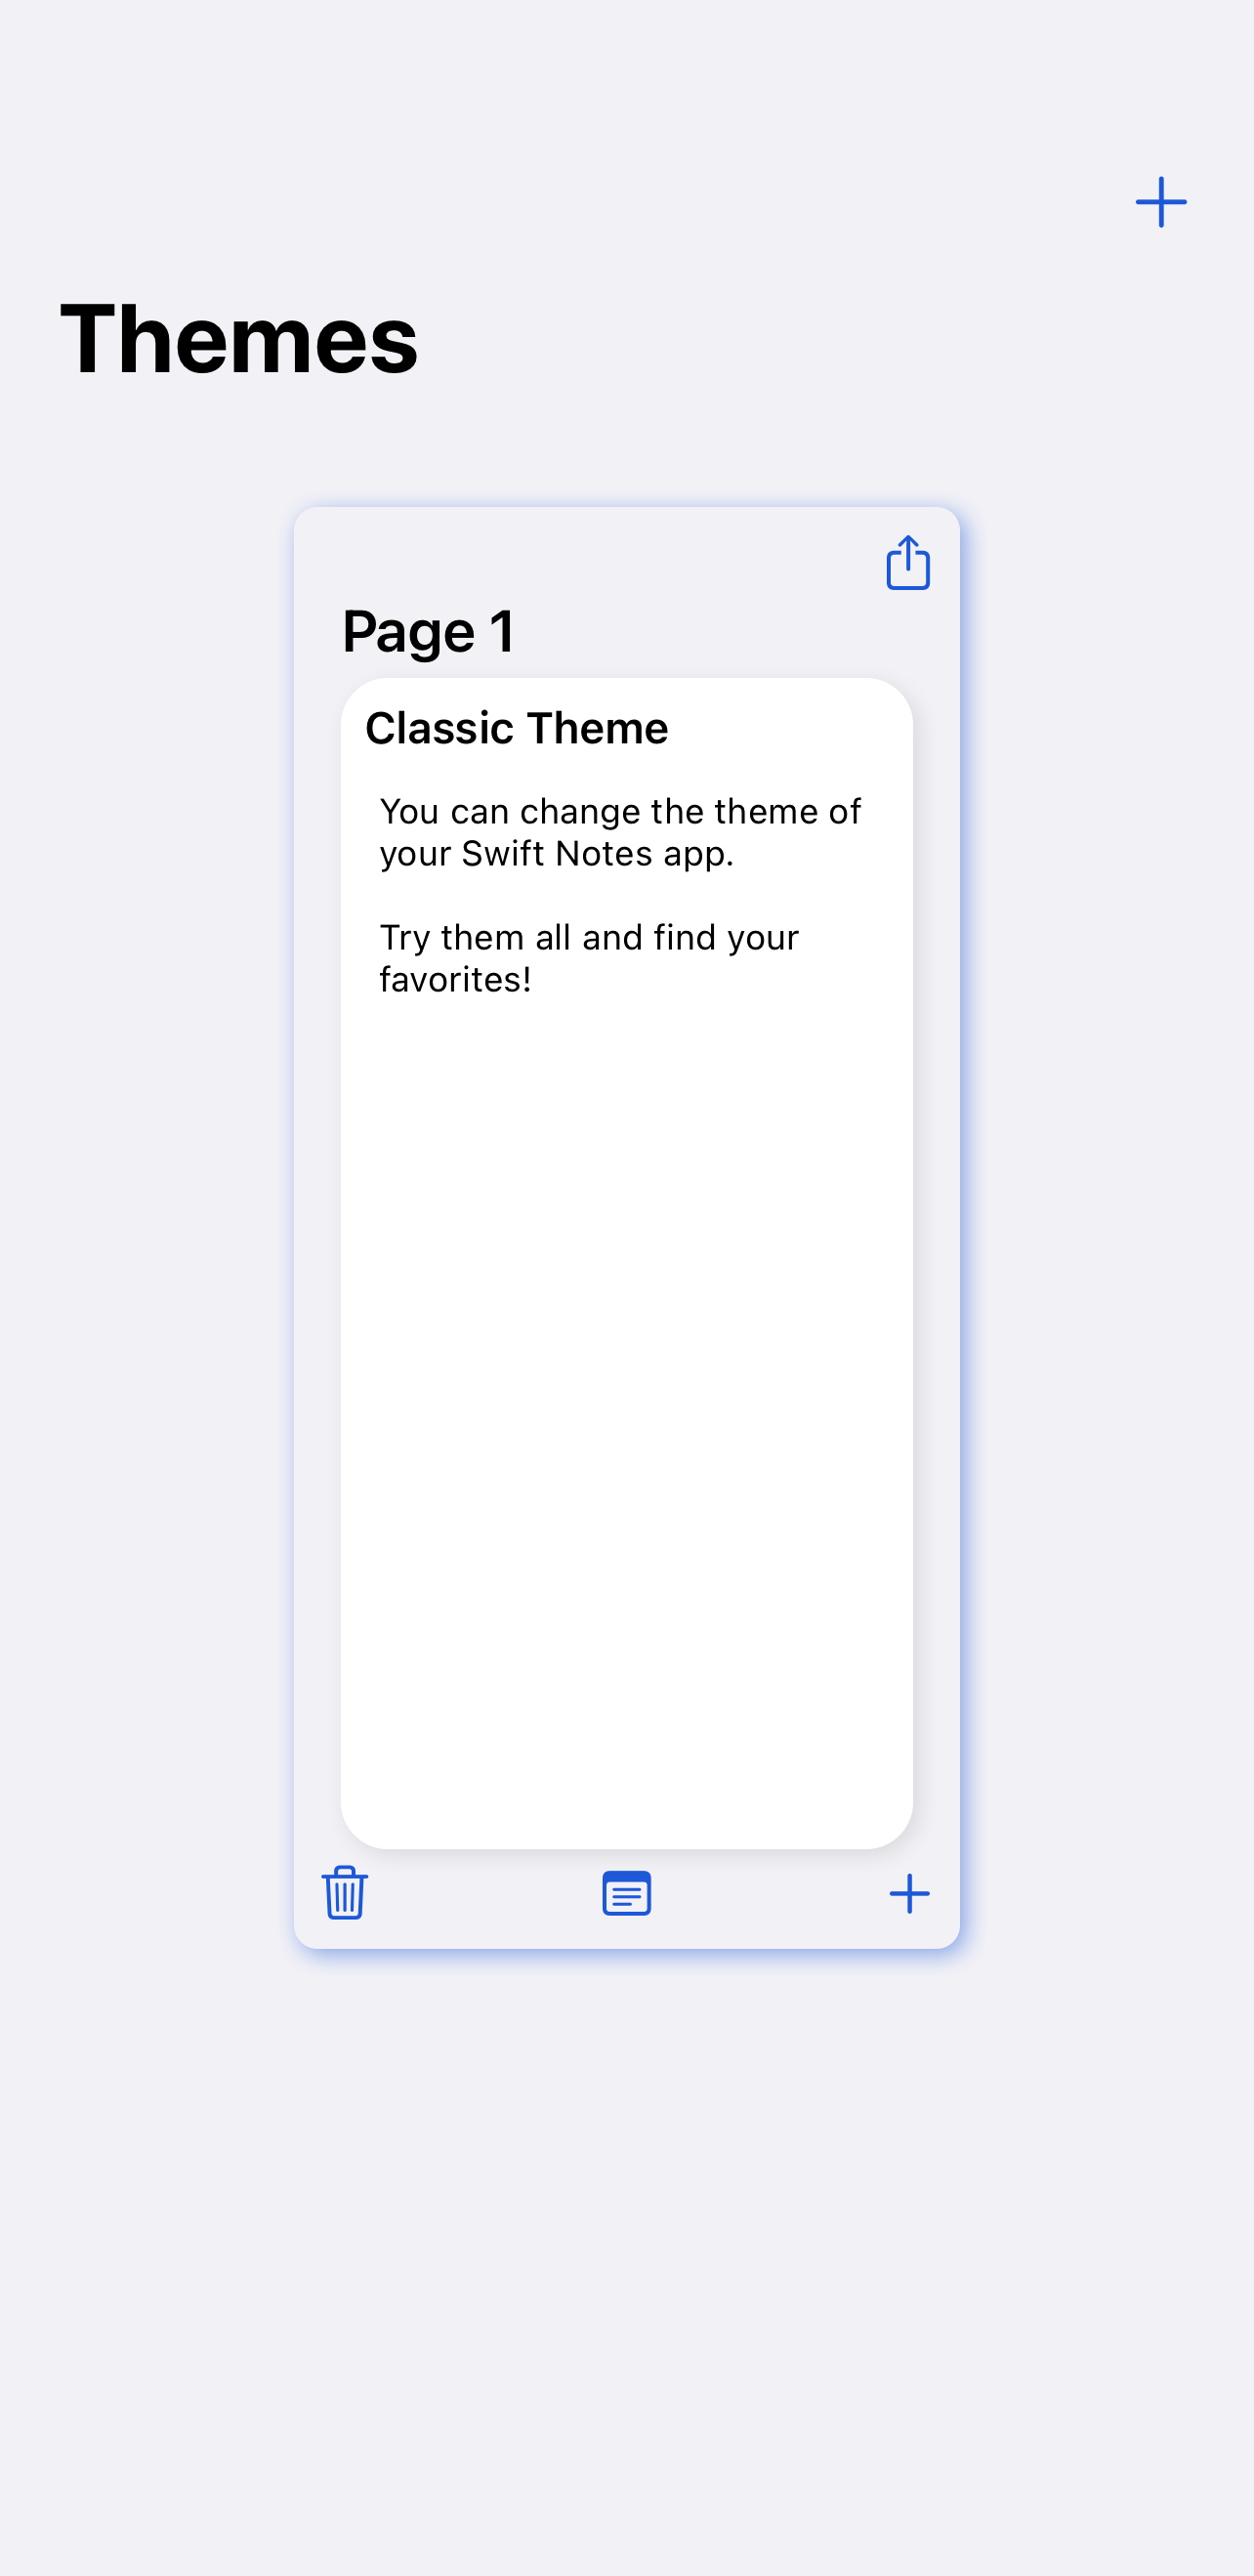 Themes
Page 1
Classic Theme
You can change the theme of
your Swift Notes app.
Try them all and find your
favorites!